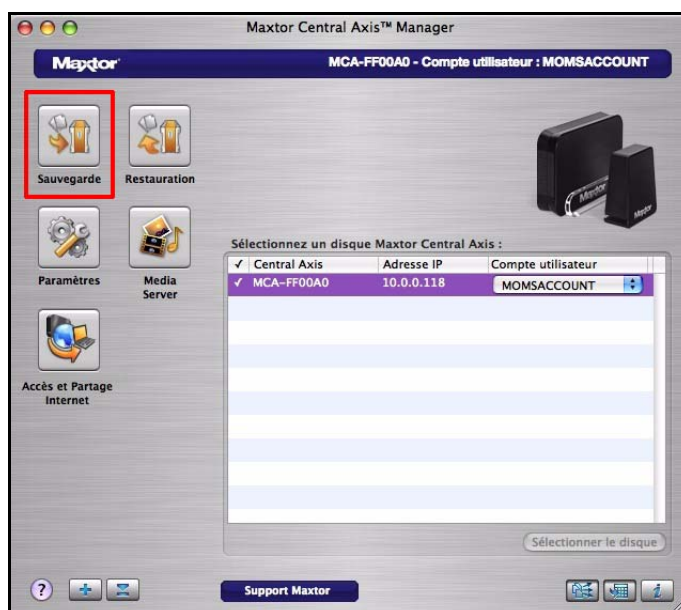 Maxtor Central Axis™ Manager
Maxtor
MCA-FF00A0 - Compte utilisateur : MOMSACCOUNT
Sauvegarde
Restauration
Maxtor
Maxtor
Paramètres
Media
Server
Accès et Partage
Internet
Sélectionnez un disque Maxtor Central Axis :
✓ Central Axis Adresse IP Compte utilisateur
✓ MCA-FF00A0 10.0.0.118 MOMSACCOUNT
Sélectionner le disque
? + Support Maxtor i